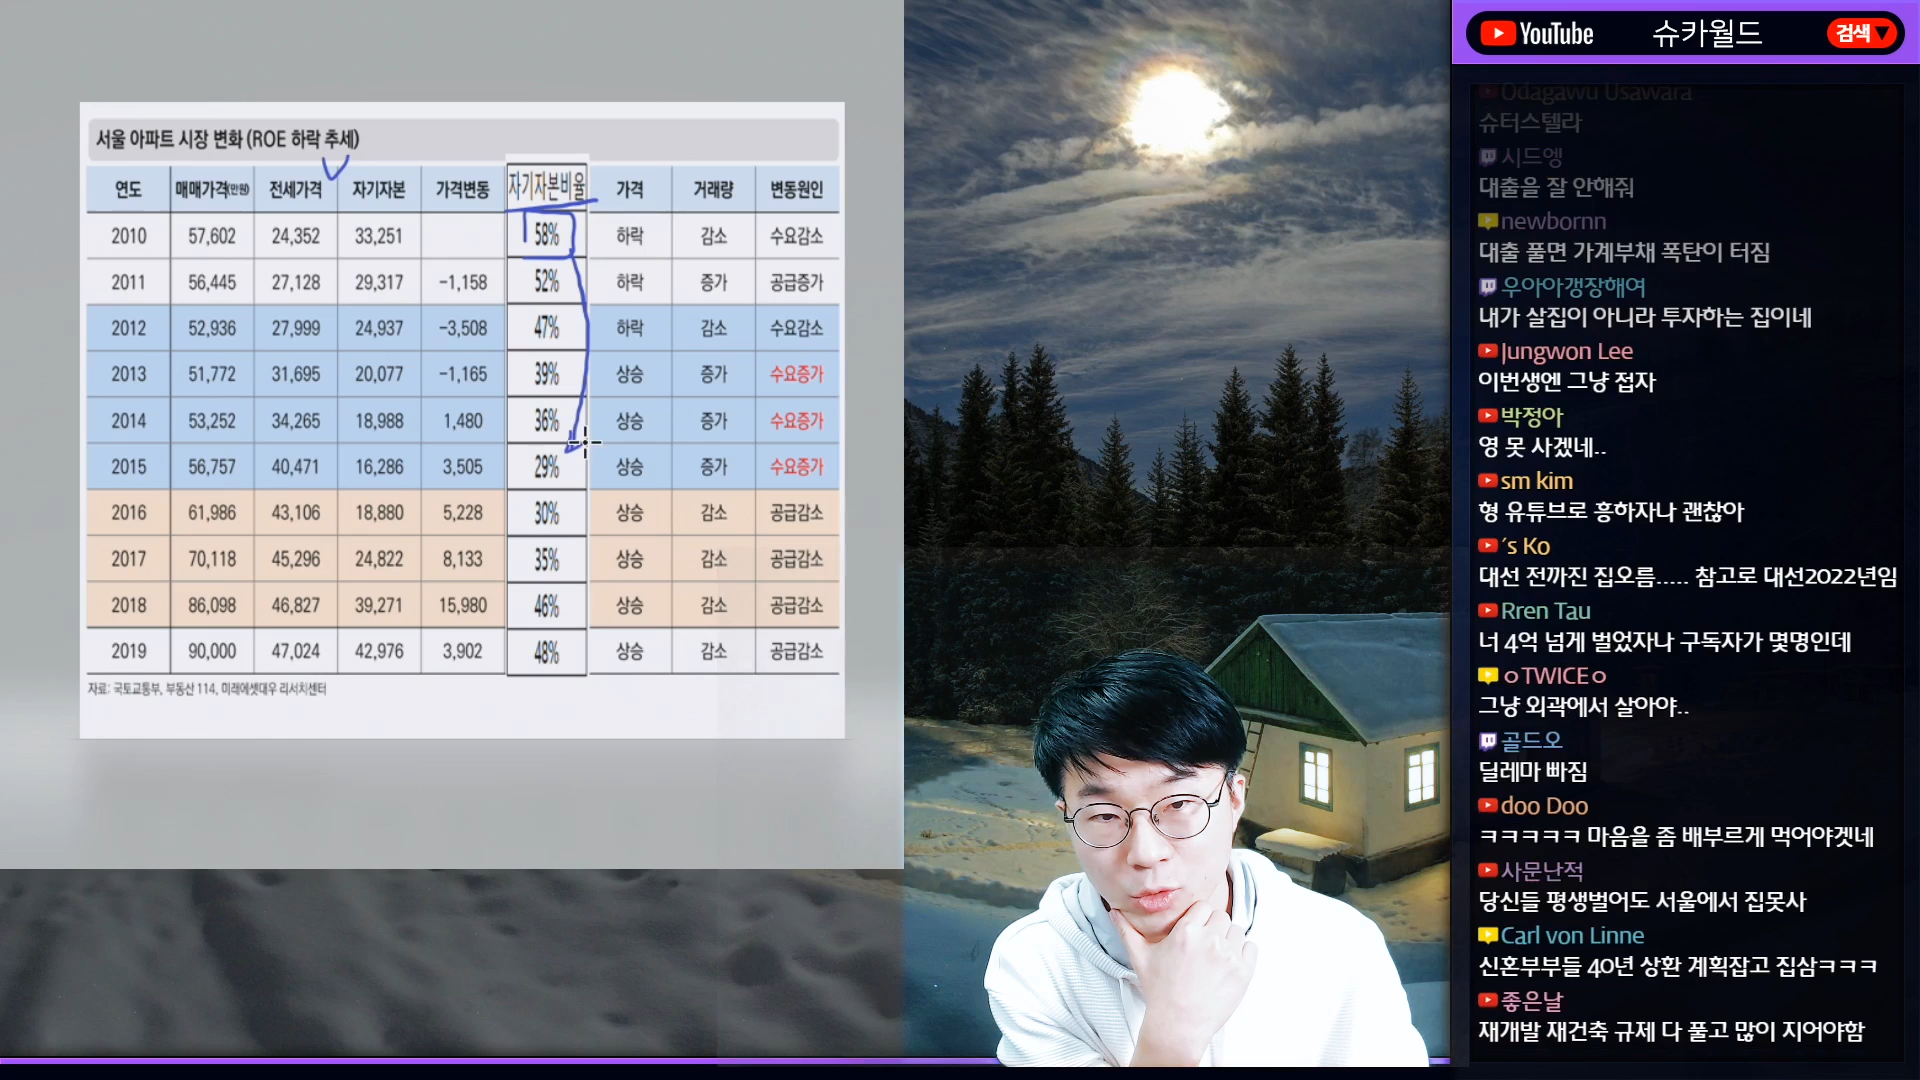 서울 아파트 시장 변화 (ROE 하락 추세)
연도 매매가격(만원) 전세가격 자기자본 가격변동 자기자본비율 가격 거래량 변동원인
2010 57,602 24,352 33,251 58% 하락 감소 수요감소
2011 56,445 27,128 29,317 -1,158 52% 하락 증가 공급증가
2012 52,936 27,999 24,937 -3,508 47% 하락 감소 수요감소
2013 51,772 31,695 20,077 -1,165 39% 상승 증가 수요증가
2014 53,252 34,265 18,988 1,480 36% 상승 증가 수요증가
2015 56,757 40,471 16,286 3,505 29% 상승 증가 수요증가
2016 61,986 43,106 18,880 5,228 30% 상승 감소 공급감소
2017 70,118 45,296 24,822 8,133 35% 상승 감소 공급감소
2018 86,098 46,827 39,271 15,980 46% 상승 감소 공급감소
2019 90,000 47,024 42,976 3,902 48% 상승 감소 공급감소
자료: 국토교통부, 부동산 114, 미래에셋대우 리서치센터
YouTube 슈카월드 검색▼
Odagawu Usawara
슈터스텔라
시드엥
대출을 잘 안해줘
newbornn
대출 풀면 가계부채 폭탄이 터짐
우아아갱장해여
내가 살집이 아니라 투자하는 집이네
Jungwon Lee
이번생엔 그냥 접자
박정아
영 못 사겠네..
sm kim
형 유튜브로 흥하자나 괜찮아
's Ko
대선 전까진 집오름..... 참고로 대선2022년임
Rren Tau
너 4억 넘게 벌었자나 구독자가 몇명인데
oTWICEo
그냥 외곽에서 살아야..
골드오
딜레마 빠짐
doo Doo
ㅋㅋㅋㅋㅋ 마음을 좀 배부르게 먹어야겟네
사문난적
당신들 평생벌어도 서울에서 집못사
Carl von Linne
신혼부부들 40년 상환 계획잡고 집삼ㅋㅋㅋ
좋은날
재개발 재건축 규제 다 풀고 많이 지어야함